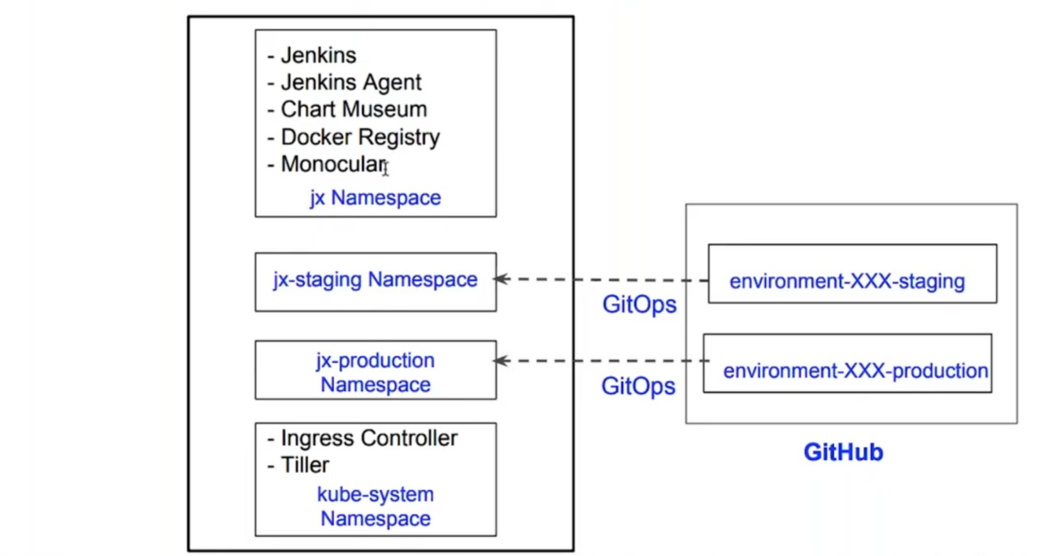 - Jenkins
- Jenkins Agent
- Chart Museum
- Docker Registry
- Monocular
jx Namespace
jx-staging Namespace
GitOps
environment-XXX-staging
jx-production
Namespace
GitOps
environment-XXX-production
GitHub
- Ingress Controller
- Tiller
kube-system
Namespace